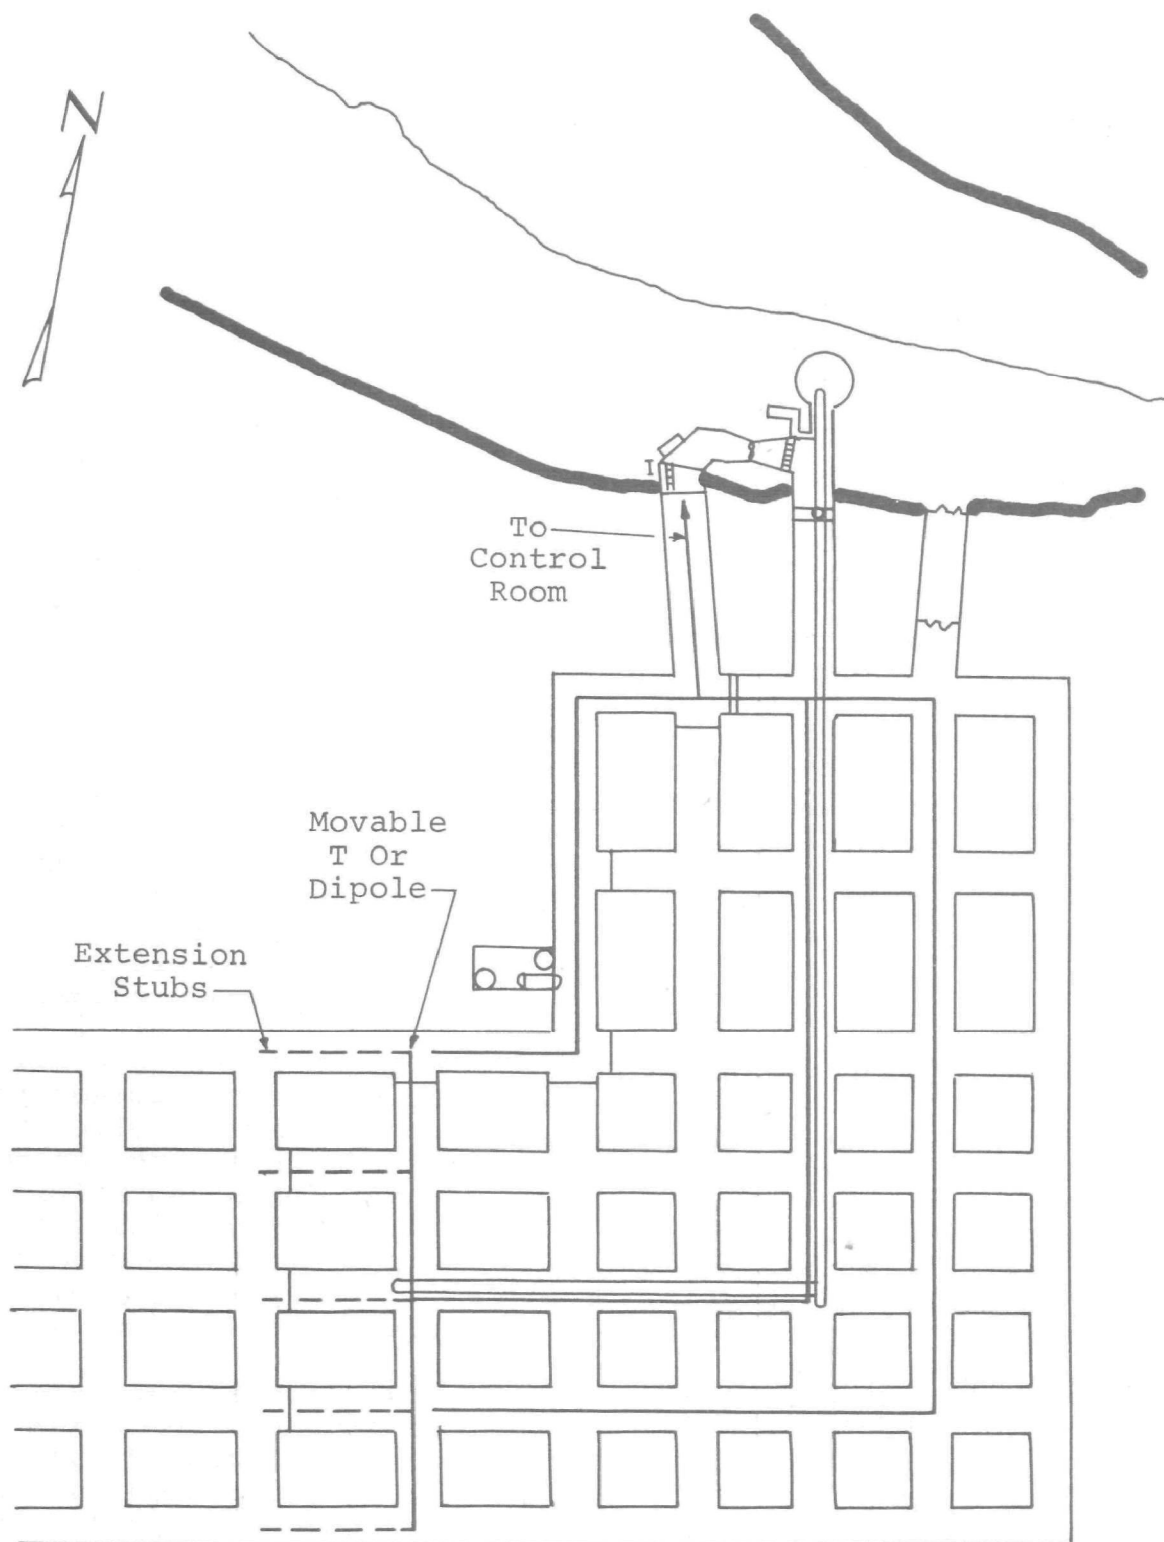 N
I
To
Control
Room
Movable
T Or
Dipole
Extension
Stubs